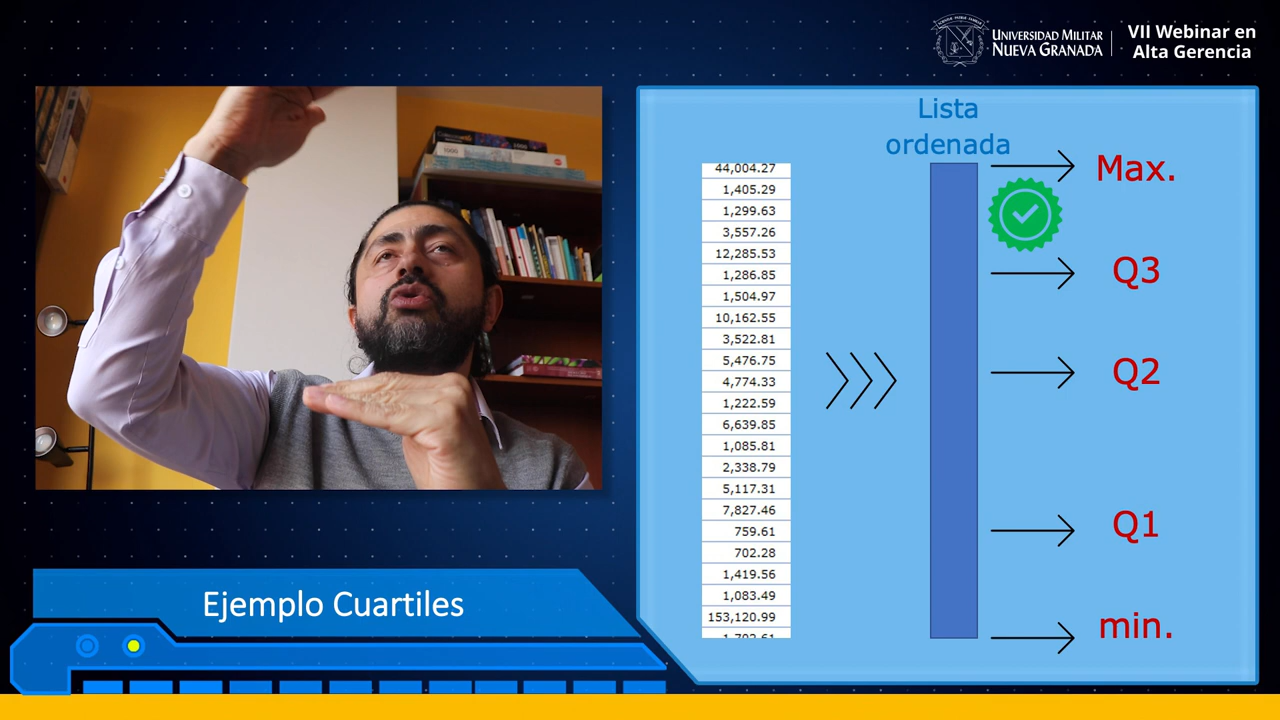 UNIVERSIDAD MILITAR
NUEVA GRANADA
VII Webinar en
Alta Gerencia
Lista
ordenada
44,004.27
1,405.29
1,299.63
3,557.26
12,285.53
1,286.85
1,504.97
10,162.55
3,522.81
5,476.75
4,774.33
1,222.59
6,639.85
1,085.81
2,338.79
5,117.31
7,827.46
759.61
702.28
1,419.56
1,083.49
153,120.99
Max.
Q3
Q2
Q1
min.
Ejemplo Cuartiles